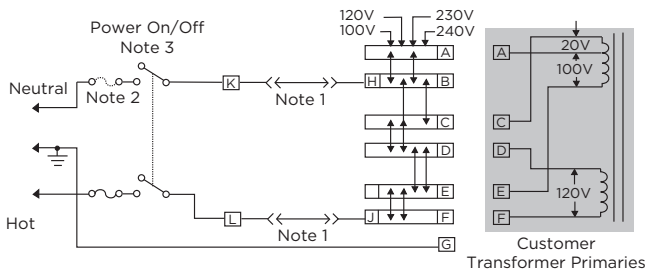 120V 230V
100V 240V
Power On/Off
Note 3
A
A
20V
100V
Neutral
Note 2
K
Note 1
H
B
C
C
D
D
E
E
120V
Hot
L
Note 1
J
F
F
G
Customer
Transformer Primaries